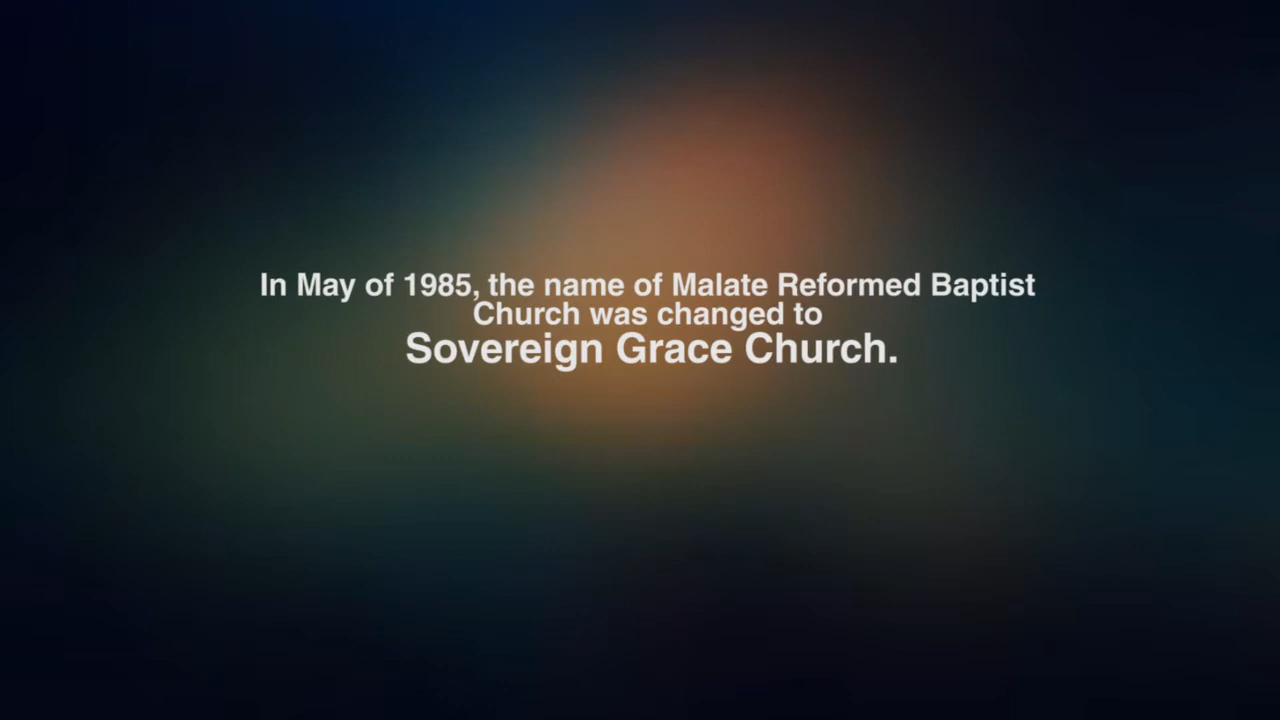 In May of 1985, the name of Malate Reformed Baptist
Church was changed to
Sovereign Grace Church.